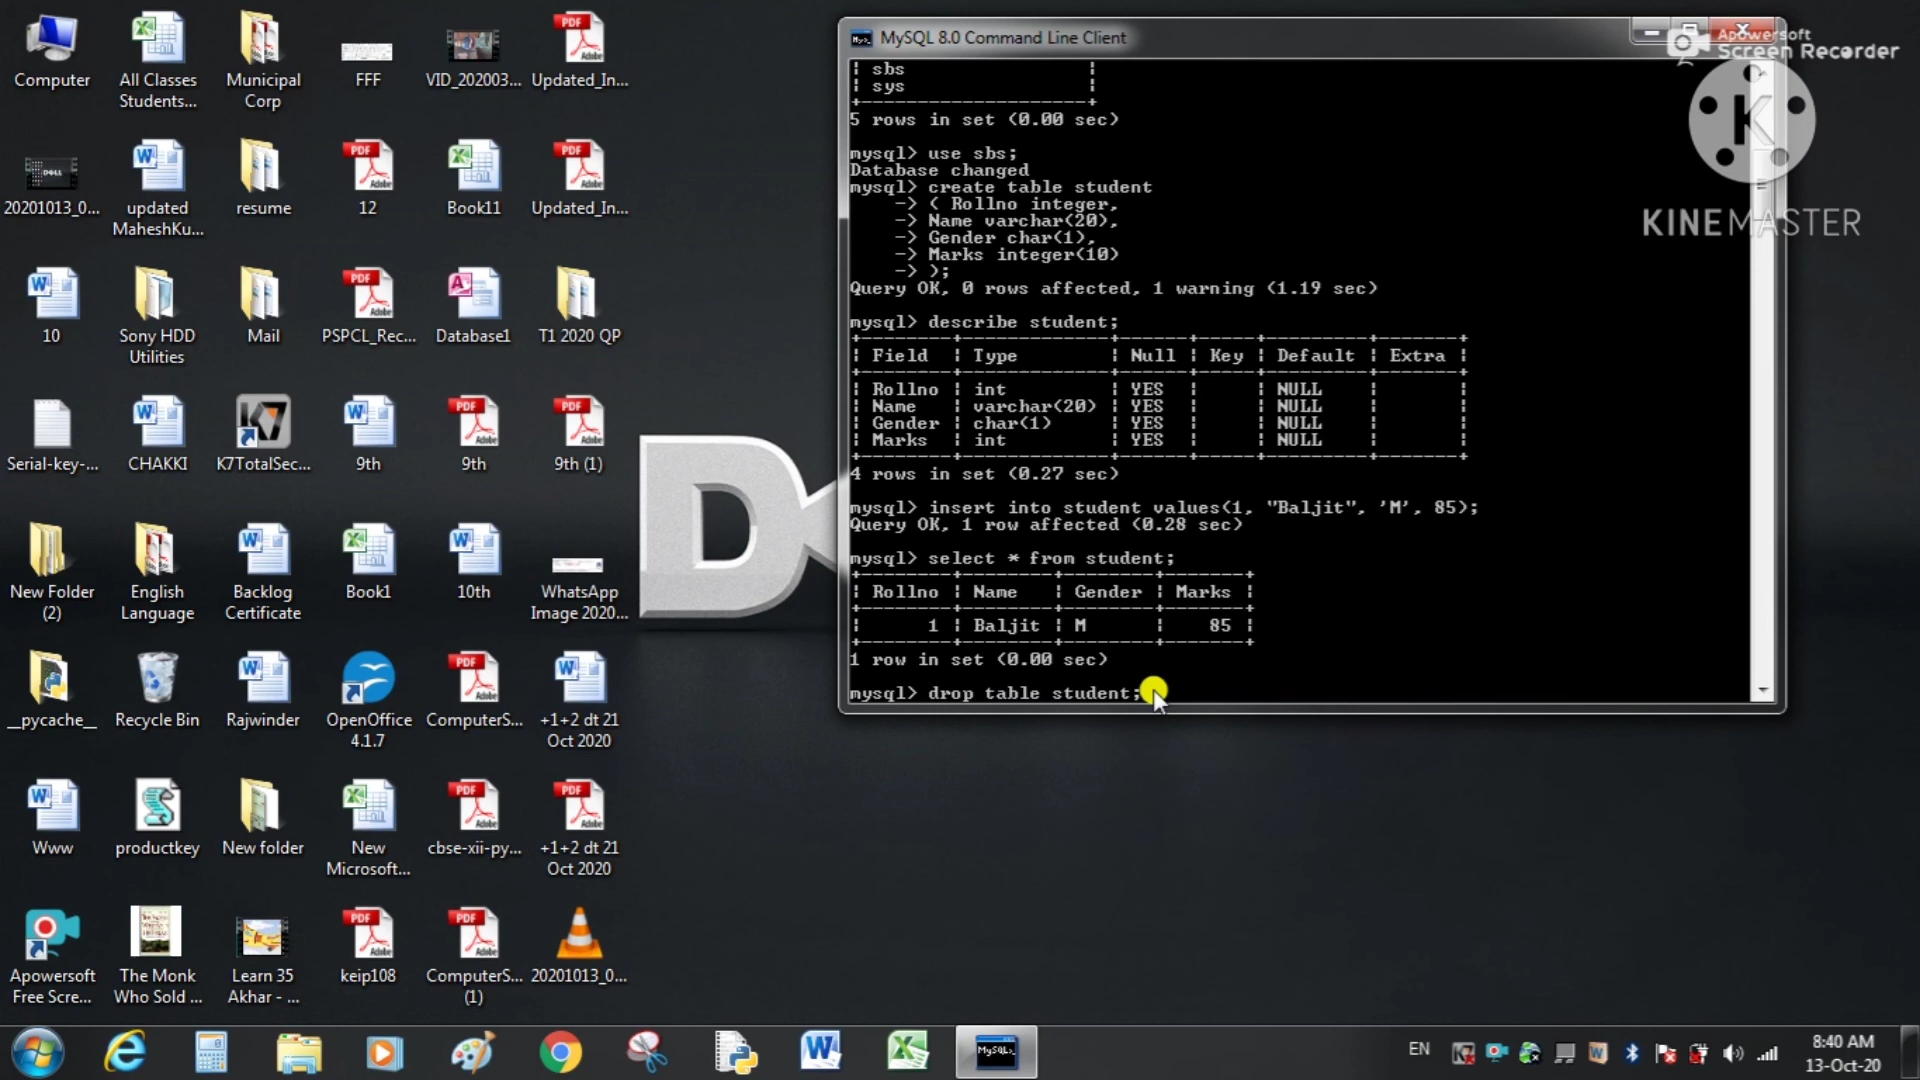 Computer
All Classes
Students...
Municipal
Corp
FFF
VID_202003...
Updated_In...
20201013_0...
updated
MaheshKu...
resume
12
Book11
Updated_In...
10
Sony HDD
Utilities
Mail
PSPCL_Rec...
Database1
T1 2020 QP
Serial-key-...
CHAKKI
K7TotalSec...
9th
9th
9th (1)
New Folder
(2)
English
Language
Backlog
Certificate
Book1
10th
WhatsApp
Image 2020...
__pycache__
Recycle Bin
Rajwinder
OpenOffice
4.1.7
ComputerS...
+1+2 dt 21
Oct 2020
Www
productkey
New folder
New
Microsoft...
cbse-xii-py...
+1+2 dt 21
Oct 2020
Apowersoft
Free Scre...
The Monk
Who Sold ...
Learn 35
Akhar - ...
keip108
ComputerS...
(1)
20201013_0...
MySQL 8.0 Command Line Client
Apowersoft
Screen Recorder
K
KINEMASTER
| sbs |
| sys |
+--------------------+
5 rows in set (0.00 sec)
mysql> use sbs;
Database changed
mysql> create table student
-> ( Rollno integer,
-> Name varchar(20),
-> Gender char(1),
-> Marks integer(10)
-> );
Query OK, 0 rows affected, 1 warning (1.19 sec)
mysql> describe student;
+--------+-------------+------+-----+---------+-------+
| Field | Type | Null | Key | Default | Extra |
+--------+-------------+------+-----+---------+-------+
| Rollno | int | YES | | NULL | |
| Name | varchar(20) | YES | | NULL | |
| Gender | char(1) | YES | | NULL | |
| Marks | int | YES | | NULL | |
+--------+-------------+------+-----+---------+-------+
4 rows in set (0.27 sec)
mysql> insert into student values(1, "Baljit", 'M', 85);
Query OK, 1 row affected (0.28 sec)
mysql> select * from student;
+--------+--------+--------+-------+
| Rollno | Name | Gender | Marks |
+--------+--------+--------+-------+
| 1 | Baljit | M | 85 |
+--------+--------+--------+-------+
1 row in set (0.00 sec)
mysql> drop table student;
D
EN
8:40 AM
13-Oct-20